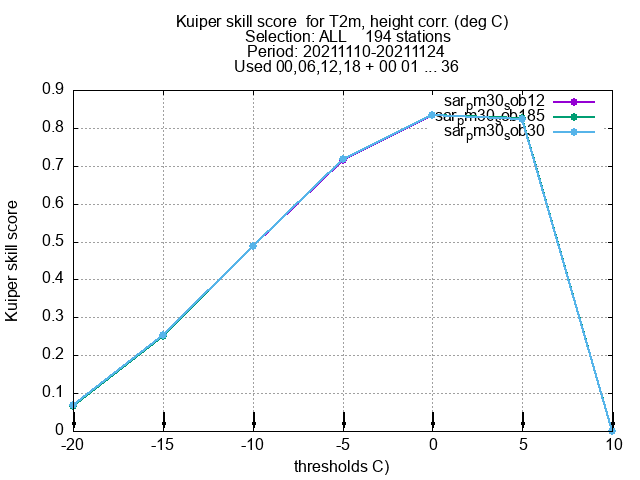 Kuiper skill score for T2m, height corr. (deg C)
Selection: ALL 194 stations
Period: 20211110-20211124
Used 00,06,12,18 + 00 01 ... 36
sar_pm30_sob12
sar_pm30_sob185
sar_pm30_sob30
0.9
0.8
0.7
0.6
0.5
0.4
0.3
0.2
0.1
0
Kuiper skill score
-20 -15 -10 -5 0 5 10
thresholds C)